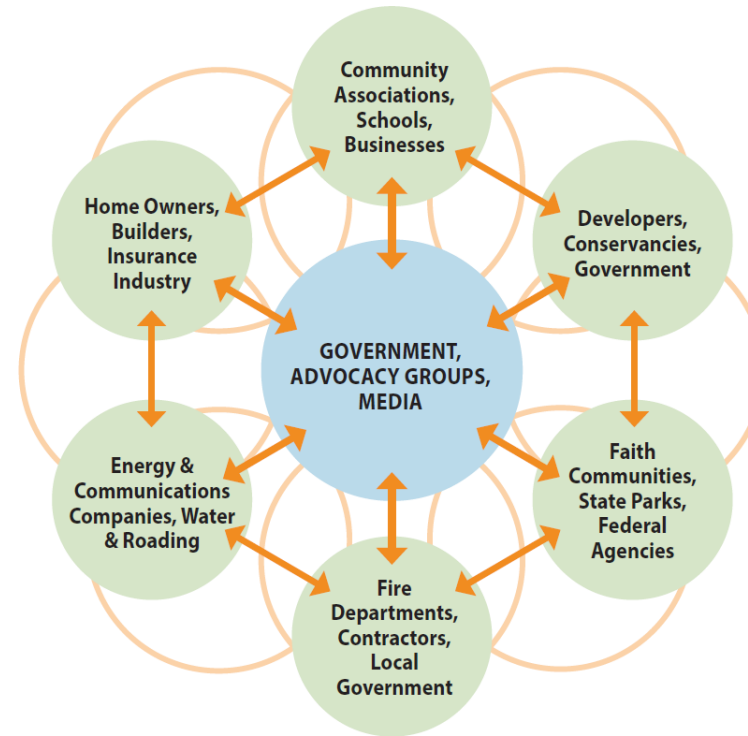 Community
Associations,
Schools,
Businesses
Home Owners,
Builders,
Insurance
Industry
Developers,
Conservancies,
Government
GOVERNMENT,
ADVOCACY GROUPS,
MEDIA
Energy &
Communications
Companies, Water
& Roading
Faith
Communities,
State Parks,
Federal
Agencies
Fire
Departments,
Contractors,
Local
Government